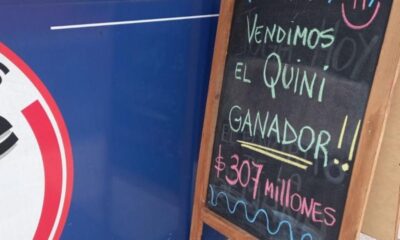 Vendimos
el Quini
GANADOR!!
$307 millones